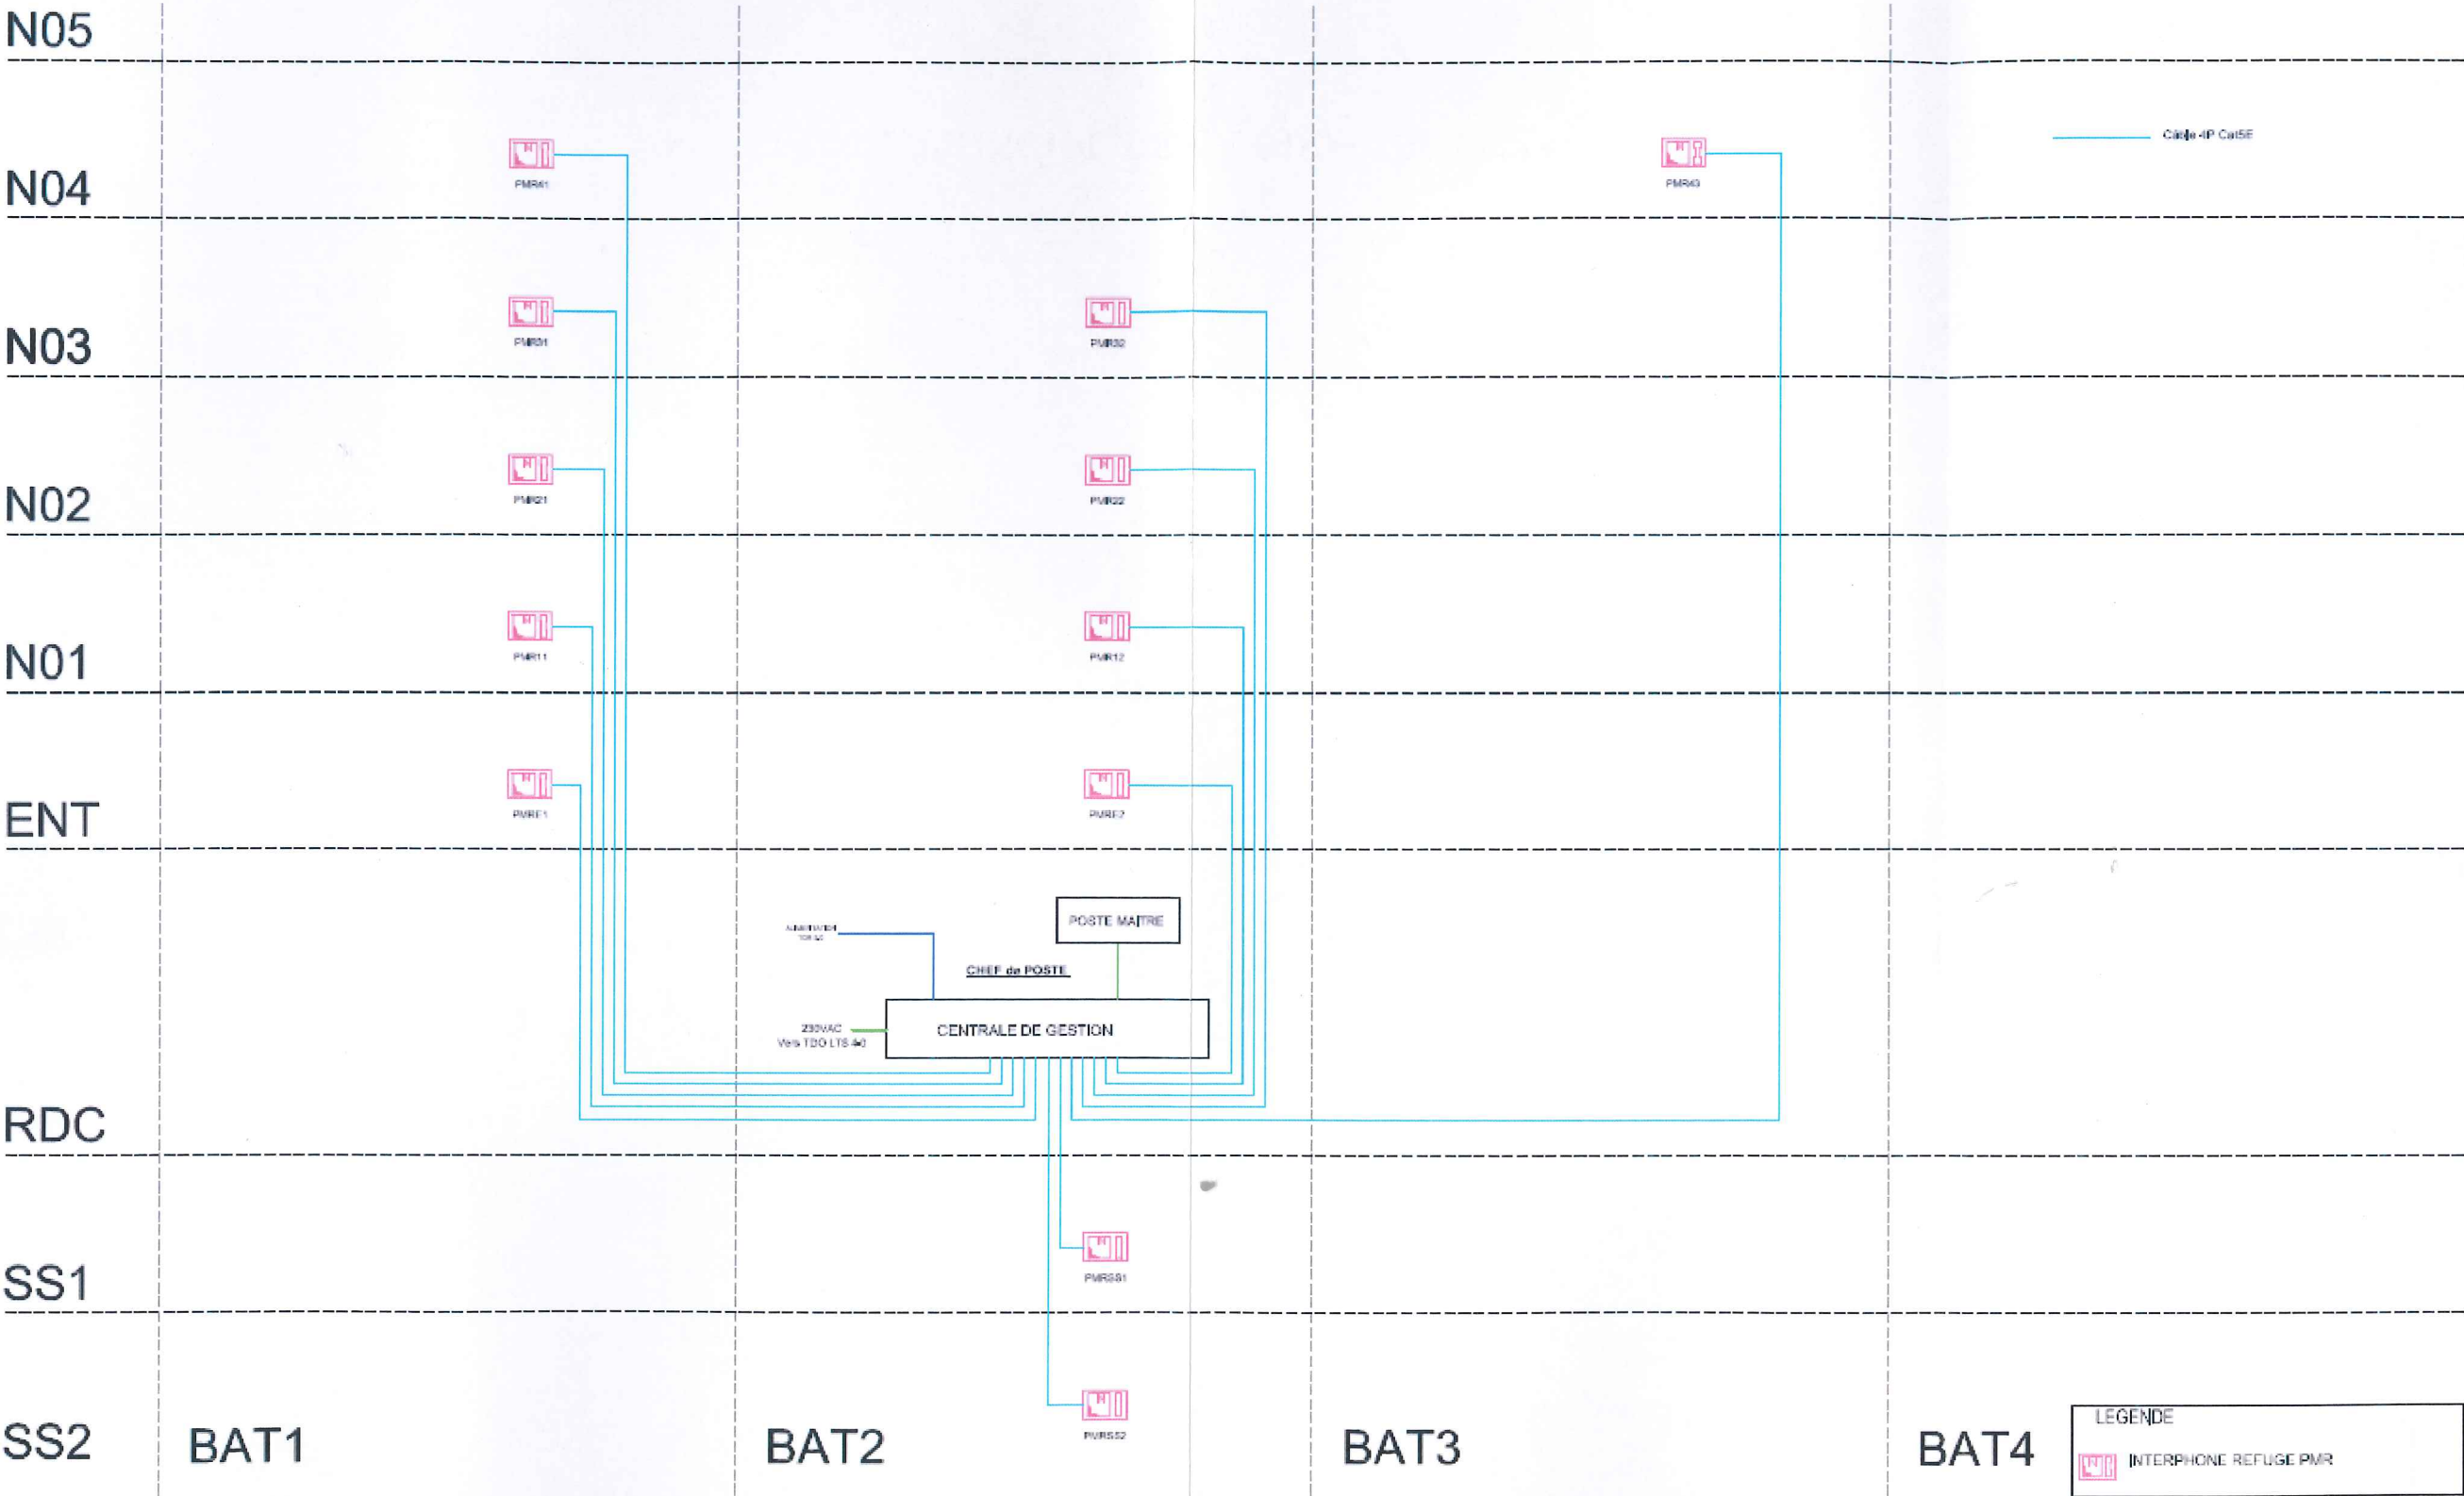 N05
Câble 4P Cat5E
PMR41
PMR43
N04
PMR31
PMR32
N03
PMR21
PMR22
N02
PMR11
PMR12
N01
PMRE1
PMRE2
ENT
POSTE MAITRE
CHEF de POSTE
CENTRALE DE GESTION
230VAC
Vers TDO LTS
RDC
PMRSS1
SS1
PMRSS2
SS2
BAT1
BAT2
BAT3
BAT4
LEGENDE
INTERPHONE REFUGE PMR